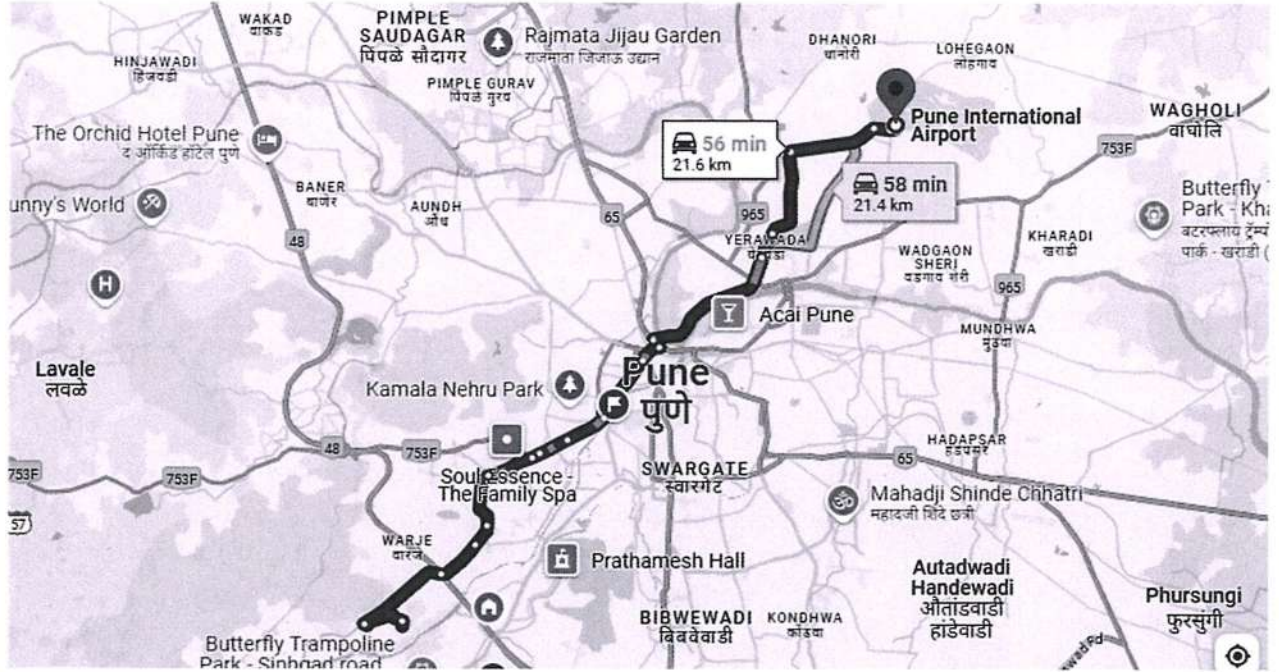 WAKAD
वाकड
PIMPLE
SAUDAGAR
पिंपळे सौदागर
Rajmata Jijau Garden
राजमाता जिजाऊ उद्यान
DHANORI
धानोरी
LOHEGAON
लोहगाव
HINJAWADI
हिंजवडी
PIMPLE GURAV
पिंपळे गुरव
WAGHOLI
वाघोलि
The Orchid Hotel Pune
द ऑर्किड हॉटेल पुणे
Pune International
Airport
56 min
21.6 km
753F
58 min
21.4 km
BANER
बाणेर
AUNDH
औंध
unny's World
65
965
Butterfly
Park - Kha
48
YERAWADA
KHARADI
खराडी
WADGAON
SHERI
वडगाव शेरी
पार्क - खराडी (
H
965
Acai Pune
MUNDHWA
मुंढवा
Lavale
लवळे
Kamala Nehru Park
Pune
पुणे
48
753F
753F
753F
HADAPSAR
हडपसर
65
Soul Essence -
The Family Spa
SWARGATE
स्वारगेट
Mahadji Shinde Chhatri
महादजी शिंदे छत्री
57
WARJE
वारजे
Prathamesh Hall
Autadwadi
Handewadi
औताडवाडी
हांडेवाडी
Phursungi
फुरसुंगी
BIBWEWADI
बिबवेवाडी
KONDHWA
कोंढवा
Butterfly Trampoline
Park - Sinhgad road